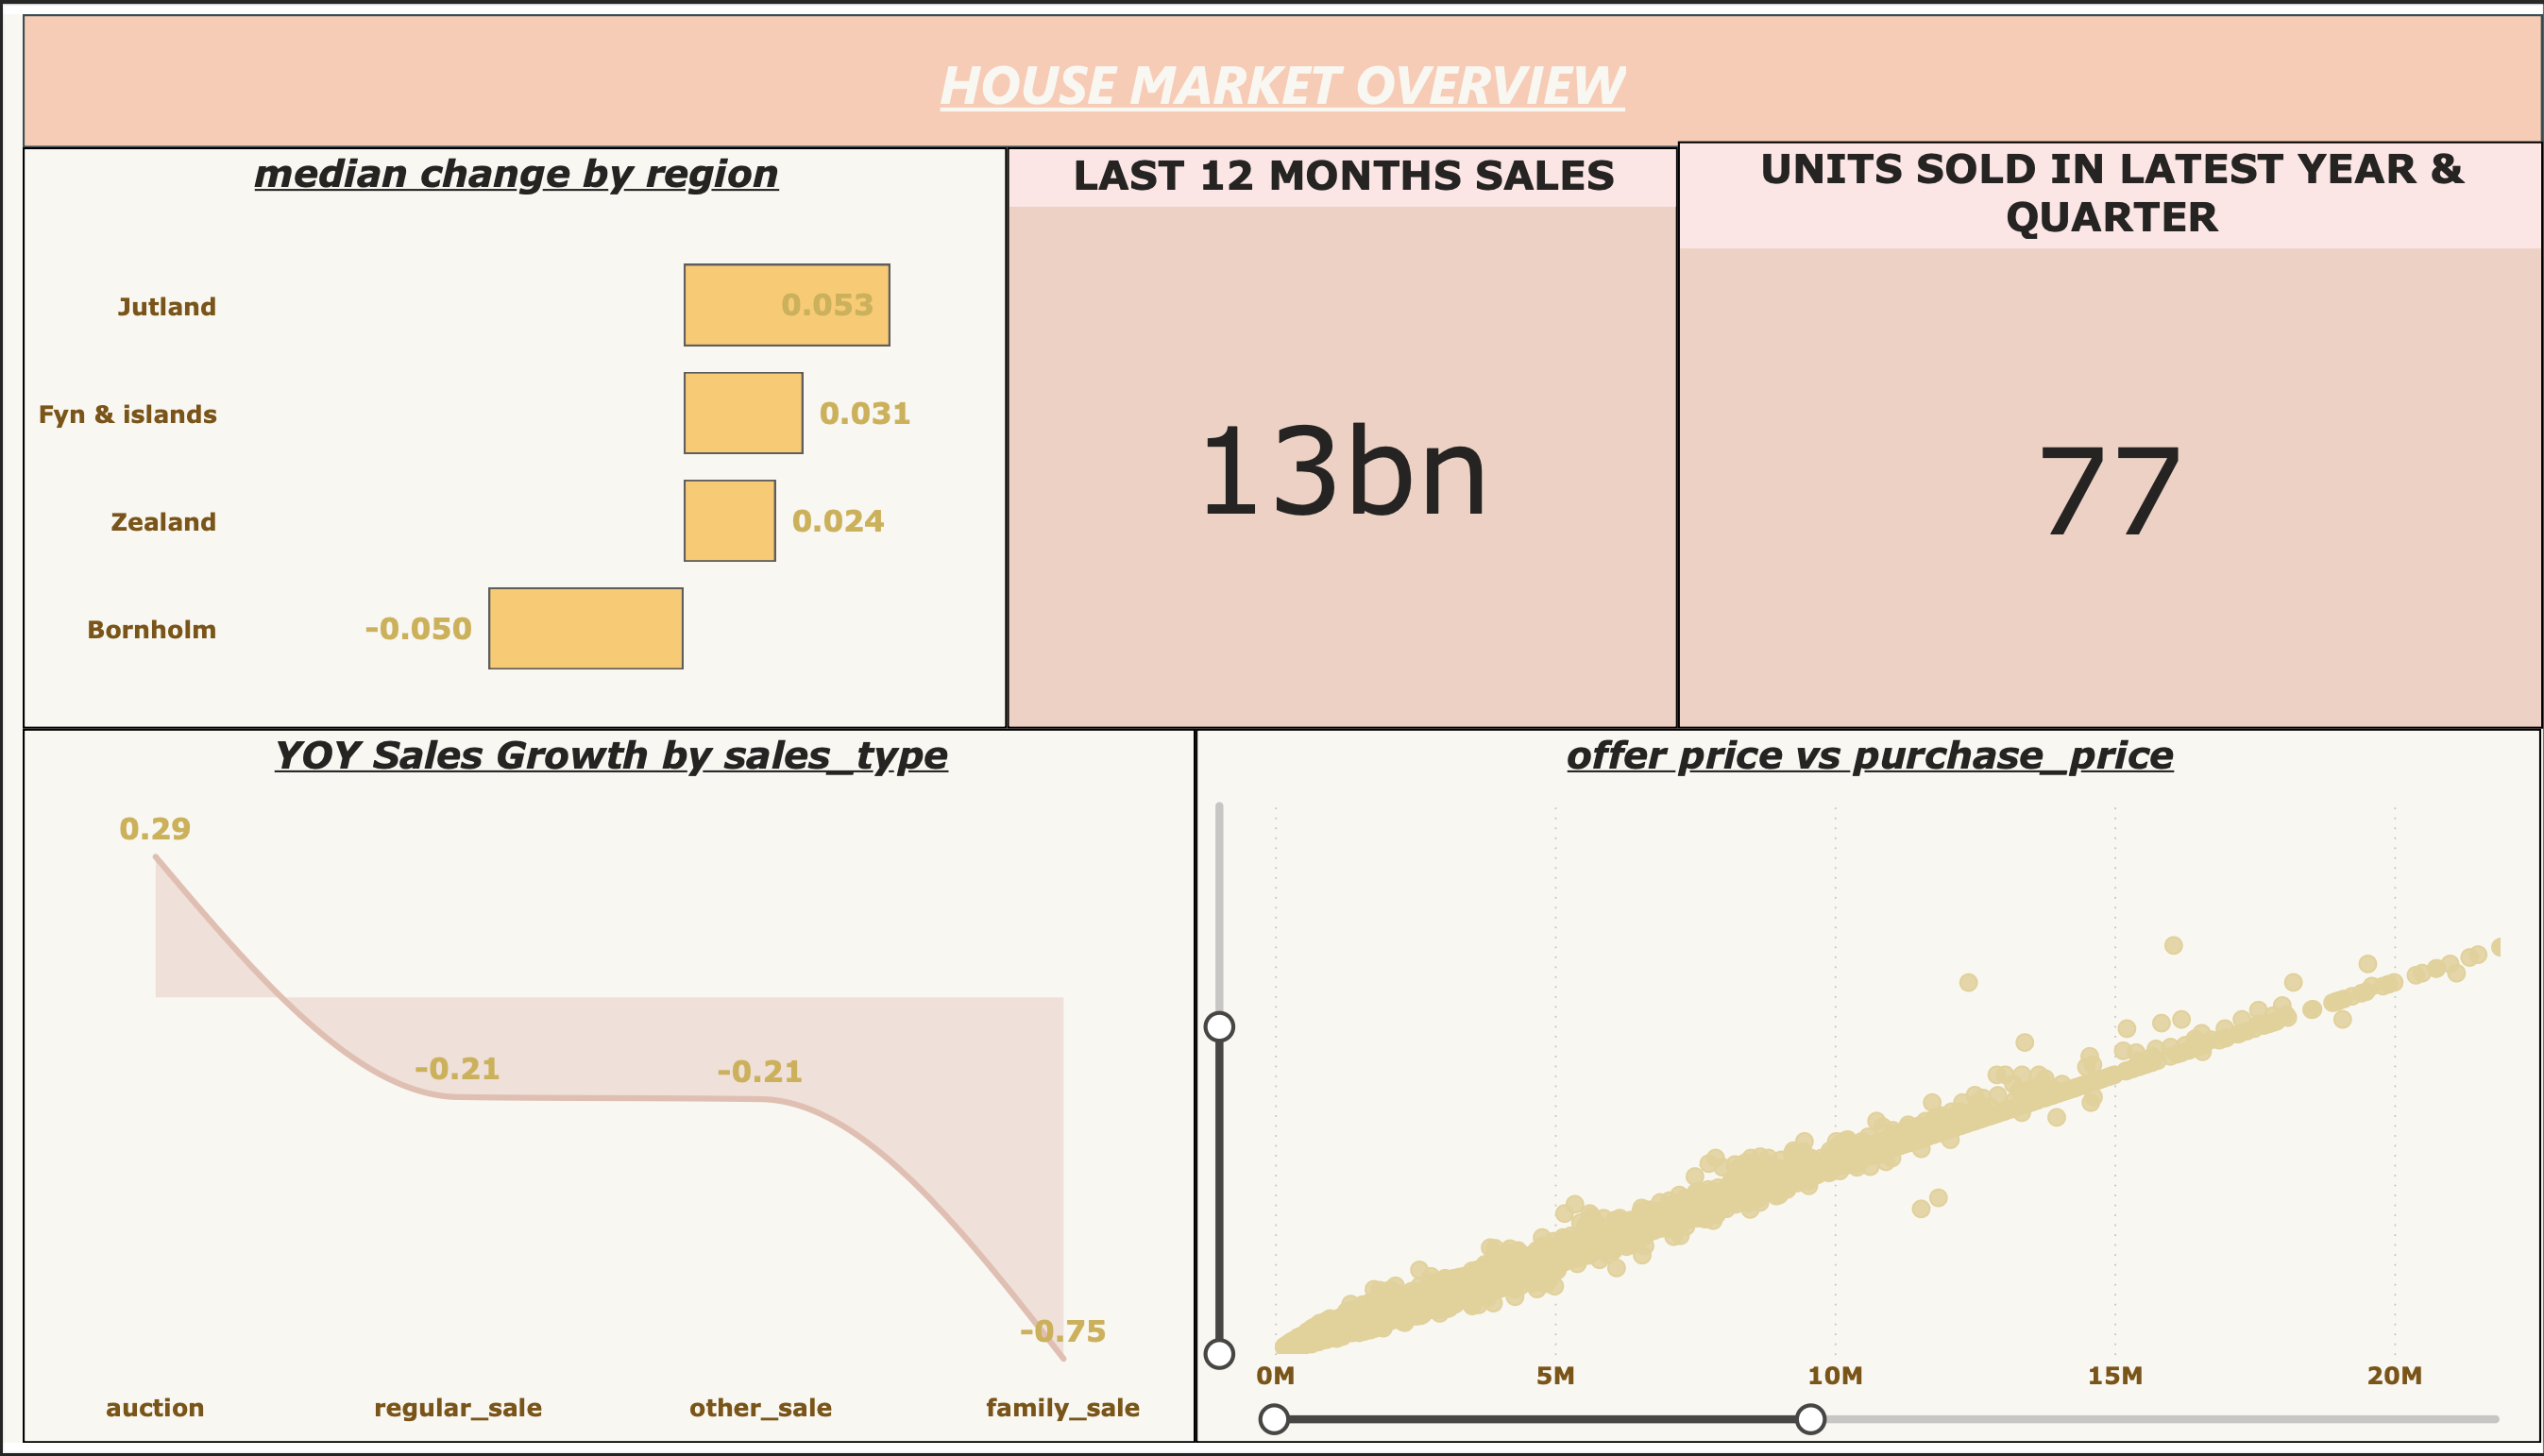 HOUSE MARKET OVERVIEW
median change by region
Jutland
0.053
Fyn & islands
0.031
Zealand
0.024
Bornholm
-0.050
LAST 12 MONTHS SALES
13bn
UNITS SOLD IN LATEST YEAR &
QUARTER
77
YOY Sales Growth by sales_type
0.29
-0.21
-0.21
-0.75
auction
regular_sale
other_sale
family_sale
offer price vs purchase_price
0M
5M
10M
15M
20M